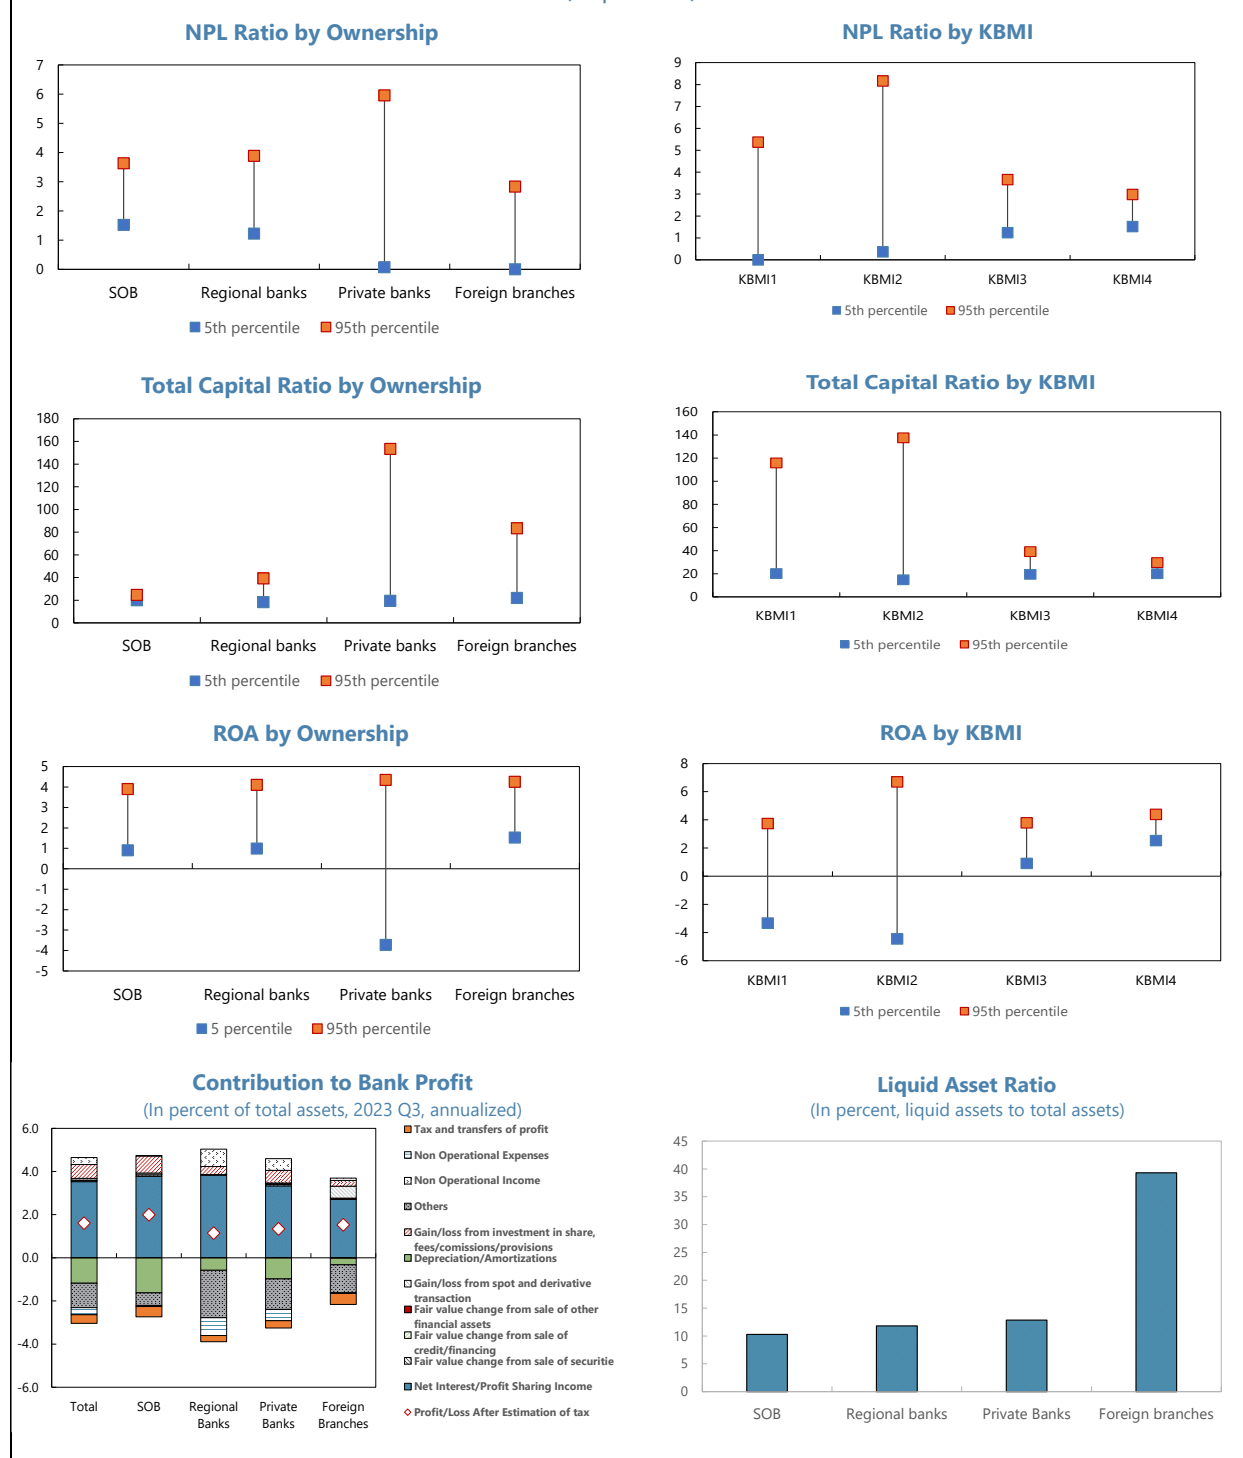 NPL Ratio by Ownership
7
6
5
4
3
2
1
0
SOB Regional banks Private banks Foreign branches
5th percentile 95th percentile
NPL Ratio by KBMI
9
8
7
6
5
4
3
2
1
0
KBMI1 KBMI2 KBMI3 KBMI4
5th percentile 95th percentile
Total Capital Ratio by Ownership
180
160
140
120
100
80
60
40
20
0
SOB Regional banks Private banks Foreign branches
5th percentile 95th percentile
Total Capital Ratio by KBMI
160
140
120
100
80
60
40
20
0
KBMI1 KBMI2 KBMI3 KBMI4
5th percentile 95th percentile
ROA by Ownership
5
4
3
2
1
0
-1
-2
-3
-4
-5
SOB Regional banks Private banks Foreign branches
5 percentile 95th percentile
ROA by KBMI
8
6
4
2
0
-2
-4
-6
KBMI1 KBMI2 KBMI3 KBMI4
5th percentile 95th percentile
Contribution to Bank Profit
(In percent of total assets, 2023 Q3, annualized)
6.0
4.0
2.0
0.0
-2.0
-4.0
-6.0
Total SOB Regional Private Foreign
Banks Banks Branches
Tax and transfers of profit
Non Operational Expenses
Non Operational Income
Others
Gain/loss from investment in share,
fees/comissions/provisions
Depreciation/Amortizations
Gain/loss from spot and derivative
transaction
Fair value change from sale of other
financial assets
Fair value change from sale of
credit/financing
Fair value change from sale of securitie
Net Interest/Profit Sharing Income
Profit/Loss After Estimation of tax
Liquid Asset Ratio
(In percent, liquid assets to total assets)
45
40
35
30
25
20
15
10
5
0
SOB Regional banks Private Banks Foreign branches